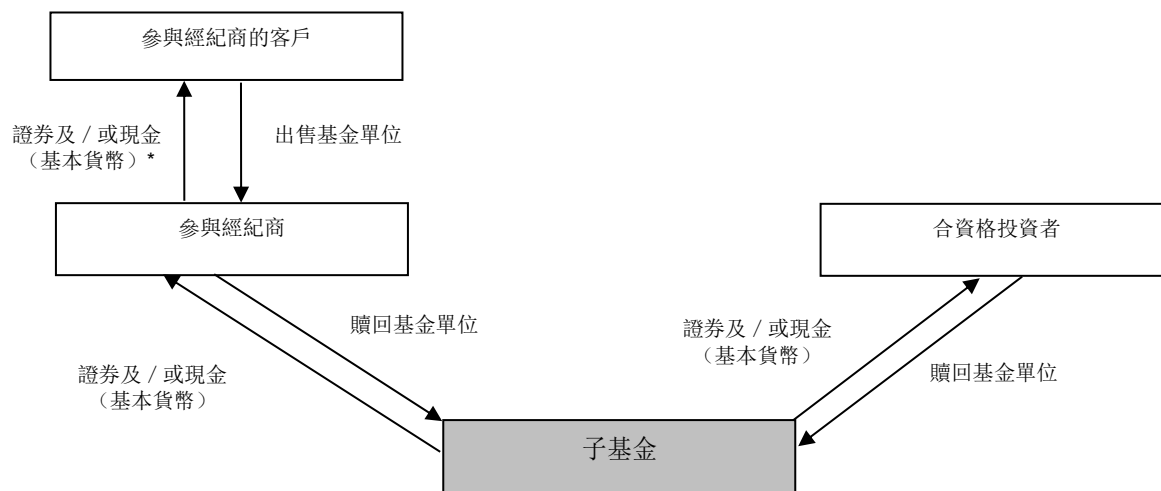 參與經紀商的客戶
證券及 / 或現金
（基本貨幣）*
出售基金單位
參與經紀商
合資格投資者
贖回基金單位
證券及 / 或現金
（基本貨幣）
證券及 / 或現金
（基本貨幣）
贖回基金單位
子基金